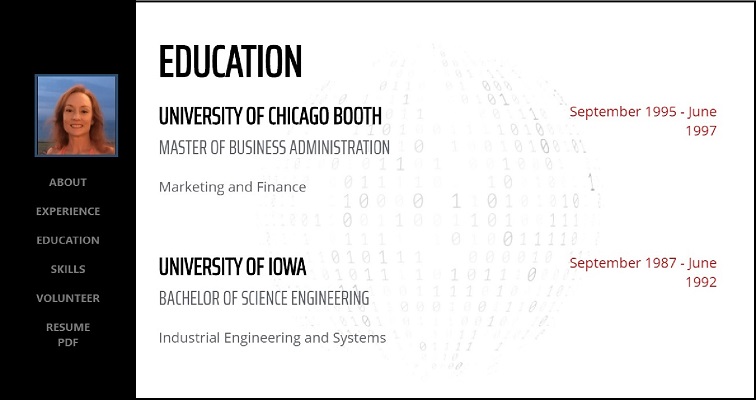 ABOUT
EXPERIENCE
EDUCATION
SKILLS
VOLUNTEER
RESUME
PDF
EDUCATION
UNIVERSITY OF CHICAGO BOOTH
MASTER OF BUSINESS ADMINISTRATION
September 1995 - June
1997
Marketing and Finance
UNIVERSITY OF IOWA
BACHELOR OF SCIENCE ENGINEERING
September 1987 - June
1992
Industrial Engineering and Systems